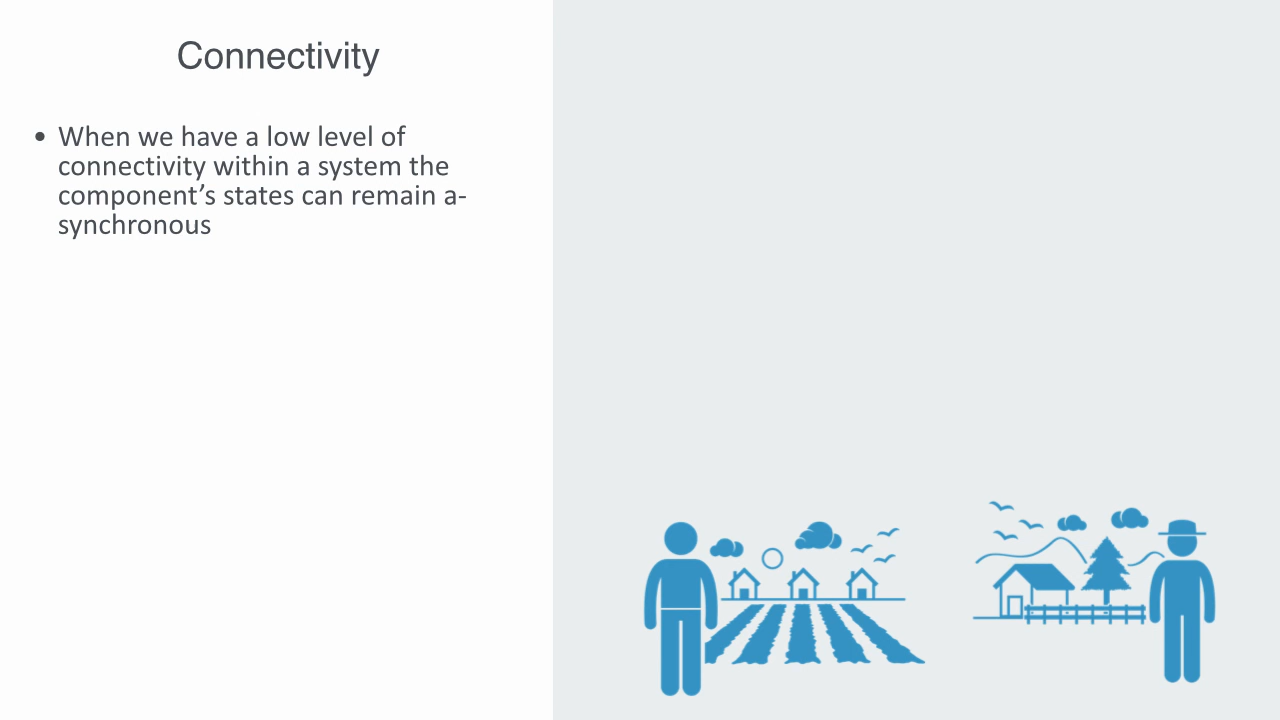 Connectivity
• When we have a low level of
connectivity within a system the
component’s states can remain a-
synchronous